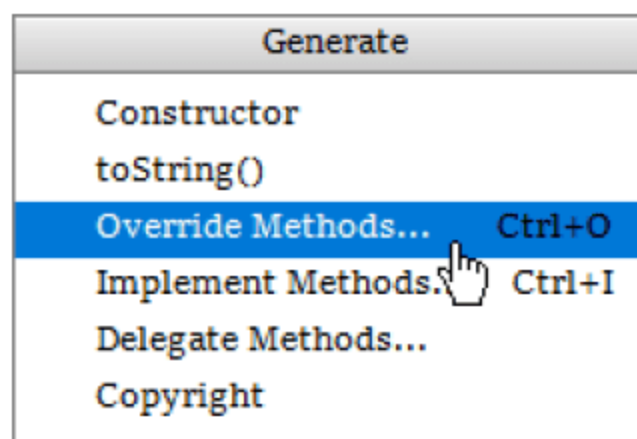 Generate
Constructor
toString()
Override Methods... Ctrl+O
Implement Methods. Ctrl+I
Delegate Methods...
Copyright